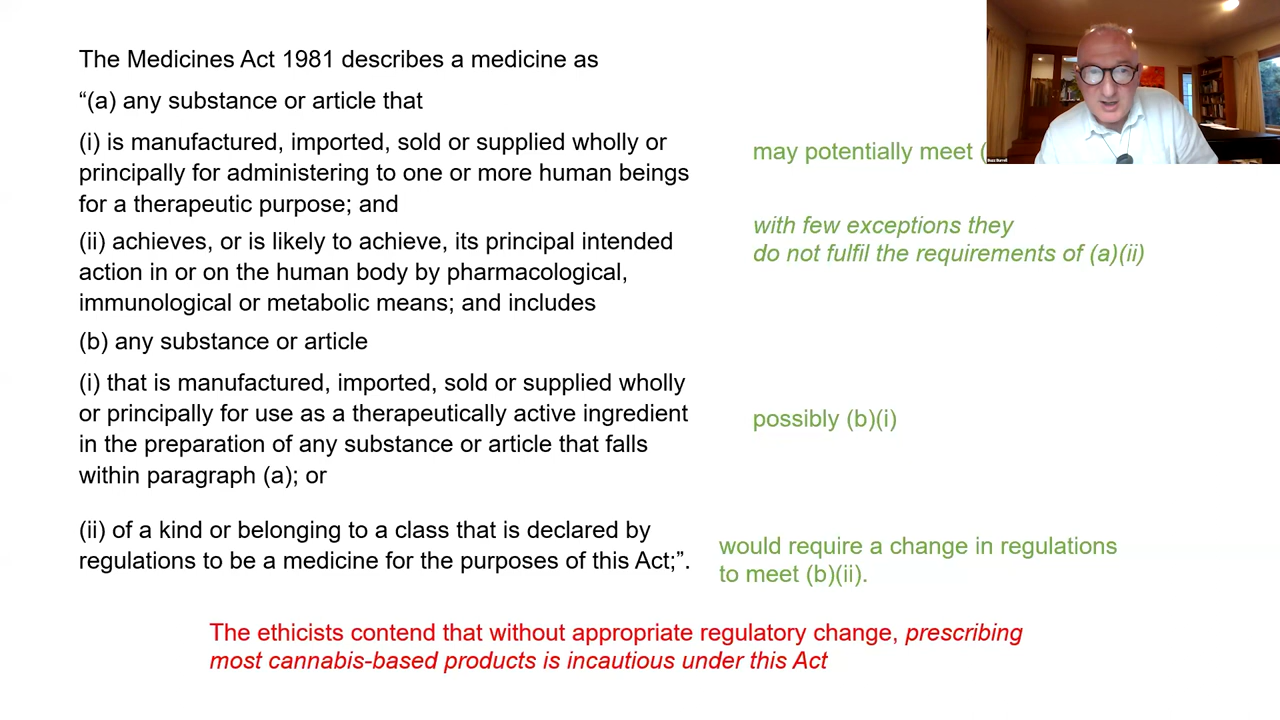 The Medicines Act 1981 describes a medicine as
“(a) any substance or article that
(i) is manufactured, imported, sold or supplied wholly or
principally for administering to one or more human beings
for a therapeutic purpose; and
may potentially meet (
(ii) achieves, or is likely to achieve, its principal intended
action in or on the human body by pharmacological,
immunological or metabolic means; and includes
with few exceptions they
do not fulfil the requirements of (a)(ii)
(b) any substance or article
(i) that is manufactured, imported, sold or supplied wholly
or principally for use as a therapeutically active ingredient
in the preparation of any substance or article that falls
within paragraph (a); or
possibly (b)(i)
(ii) of a kind or belonging to a class that is declared by
regulations to be a medicine for the purposes of this Act;”.
would require a change in regulations
to meet (b)(ii).
The ethicists contend that without appropriate regulatory change, prescribing
most cannabis-based products is incautious under this Act